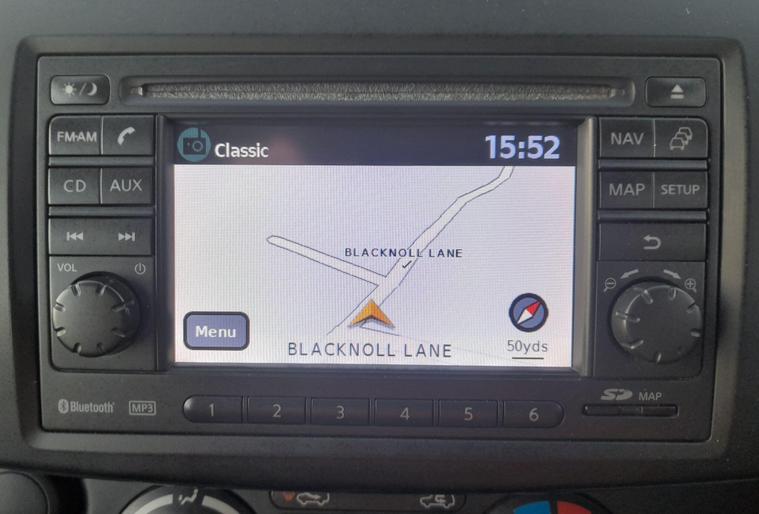 FM·AM
CD
AUX
VOL
Classic
15:52
BLACKNOLL LANE
Menu
BLACKNOLL LANE
50yds
NAV
MAP
SETUP
Bluetooth®
MP3
1
2
3
4
5
6
SD
MAP